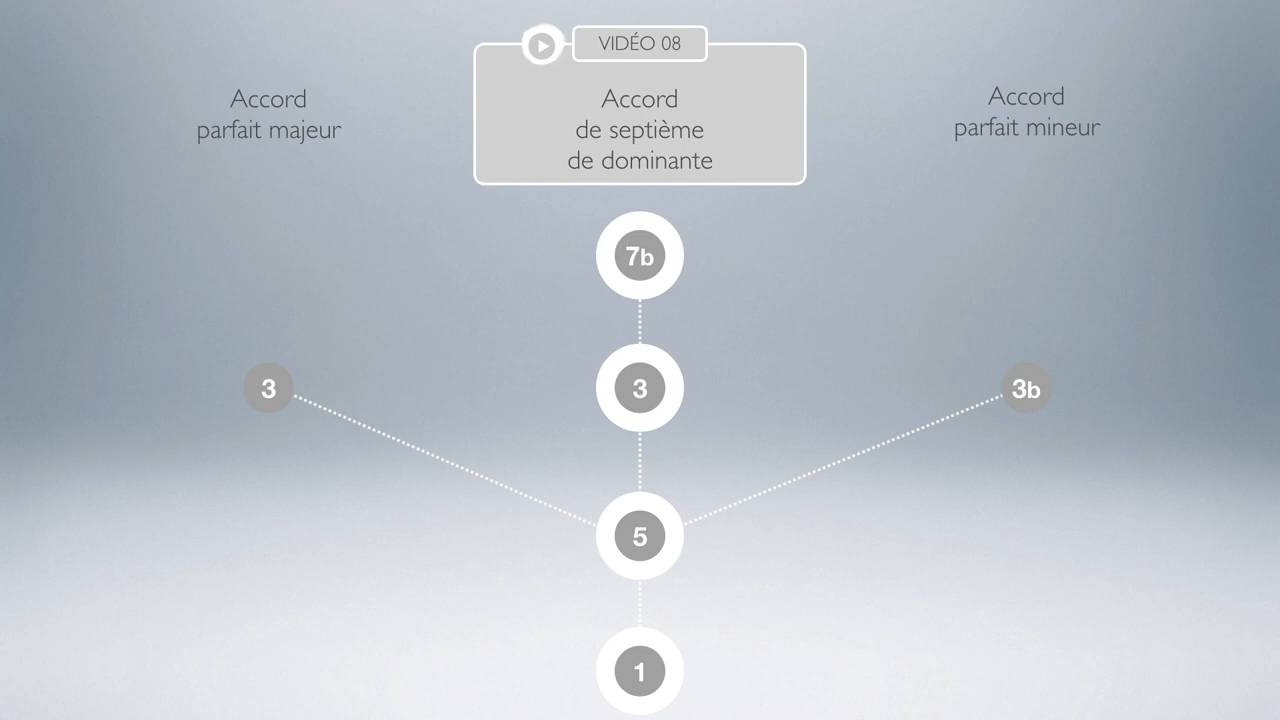 VIDÉO 08
Accord
parfait majeur
Accord
de septième
de dominante
Accord
parfait mineur
7b
3
3
3b
5
1